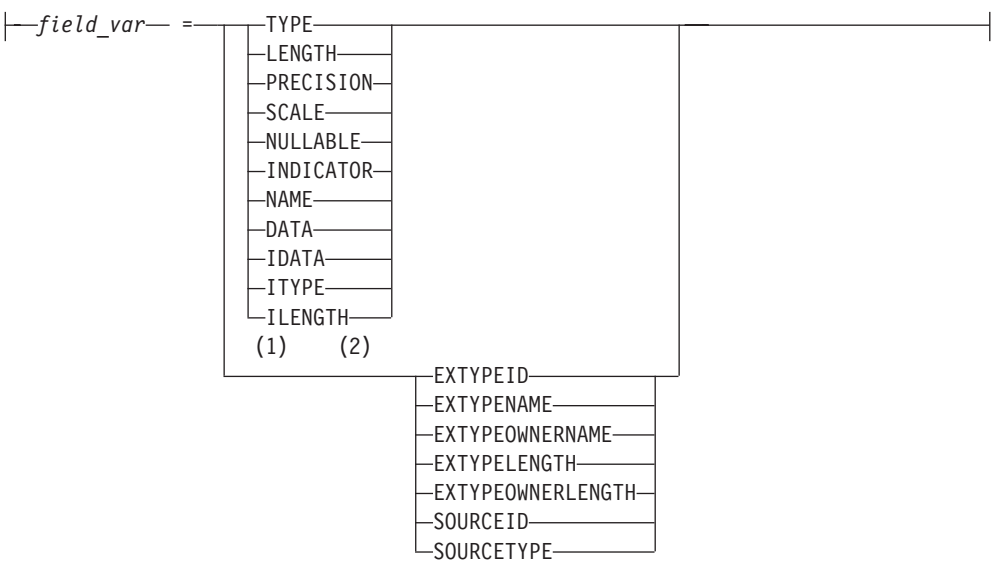 field_var = TYPE
LENGTH
PRECISION
SCALE
NULLABLE
INDICATOR
NAME
DATA
IDATA
ITYPE
ILENGTH
(1) (2)
EXTYPEID
EXTYPENAME
EXTYPEOWNERNAME
EXTYPELENGTH
EXTYPEOWNERLENGTH
SOURCEID
SOURCETYPE